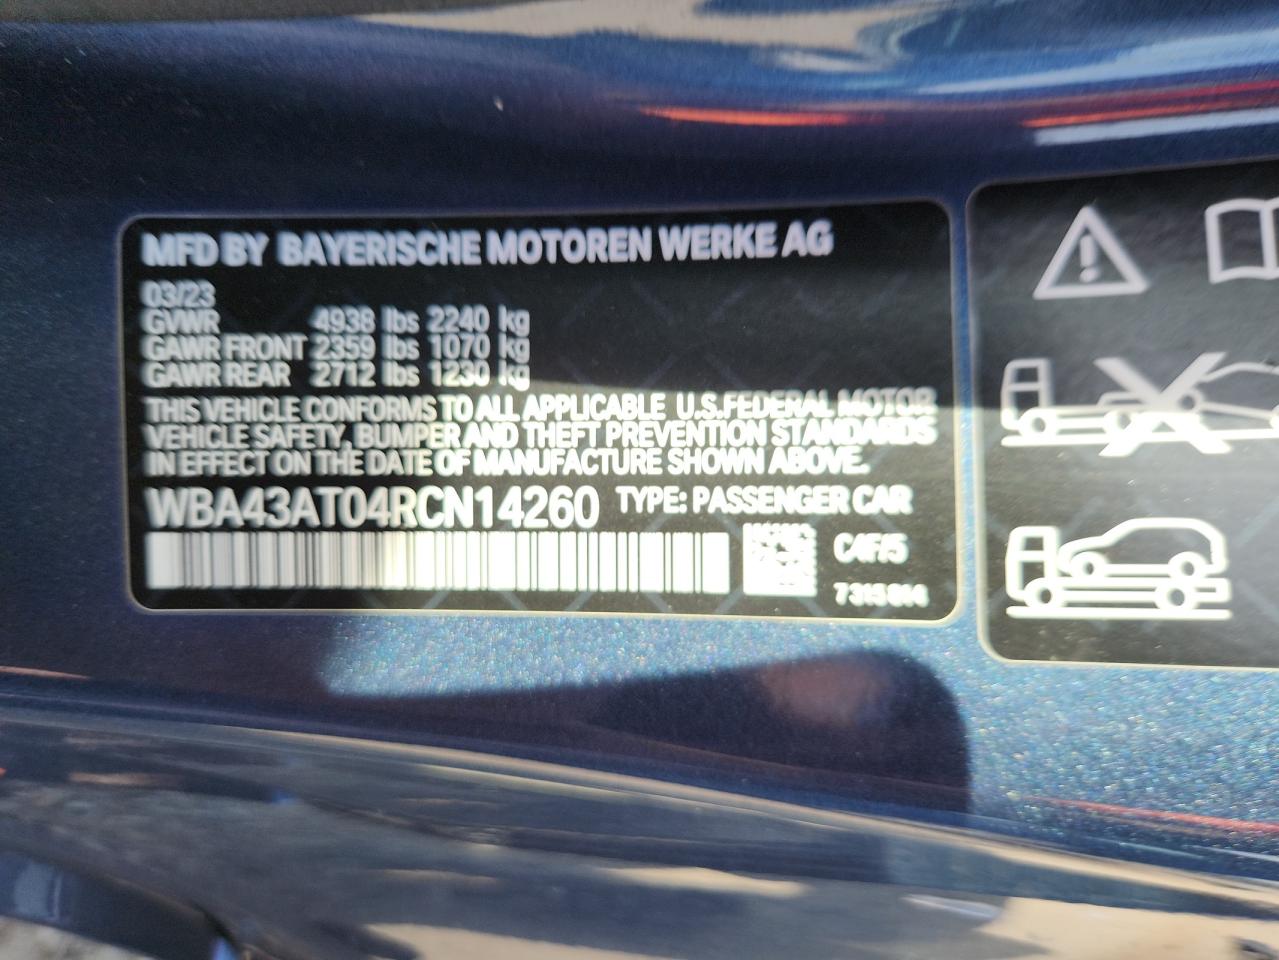 MFD BY BAYERISCHE MOTOREN WERKE AG
03/23
GVWR 4938 lbs 2240 kg
GAWR FRONT 2359 lbs 1070 kg
GAWR REAR 2712 lbs 1230 kg
THIS VEHICLE CONFORMS TO ALL APPLICABLE U.S.FEDERAL MOTOR
VEHICLE SAFETY, BUMPER AND THEFT PREVENTION STANDARDS
IN EFFECT ON THE DATE OF MANUFACTURE SHOWN ABOVE.
WBA43AT04RCN14260 TYPE: PASSENGER CAR